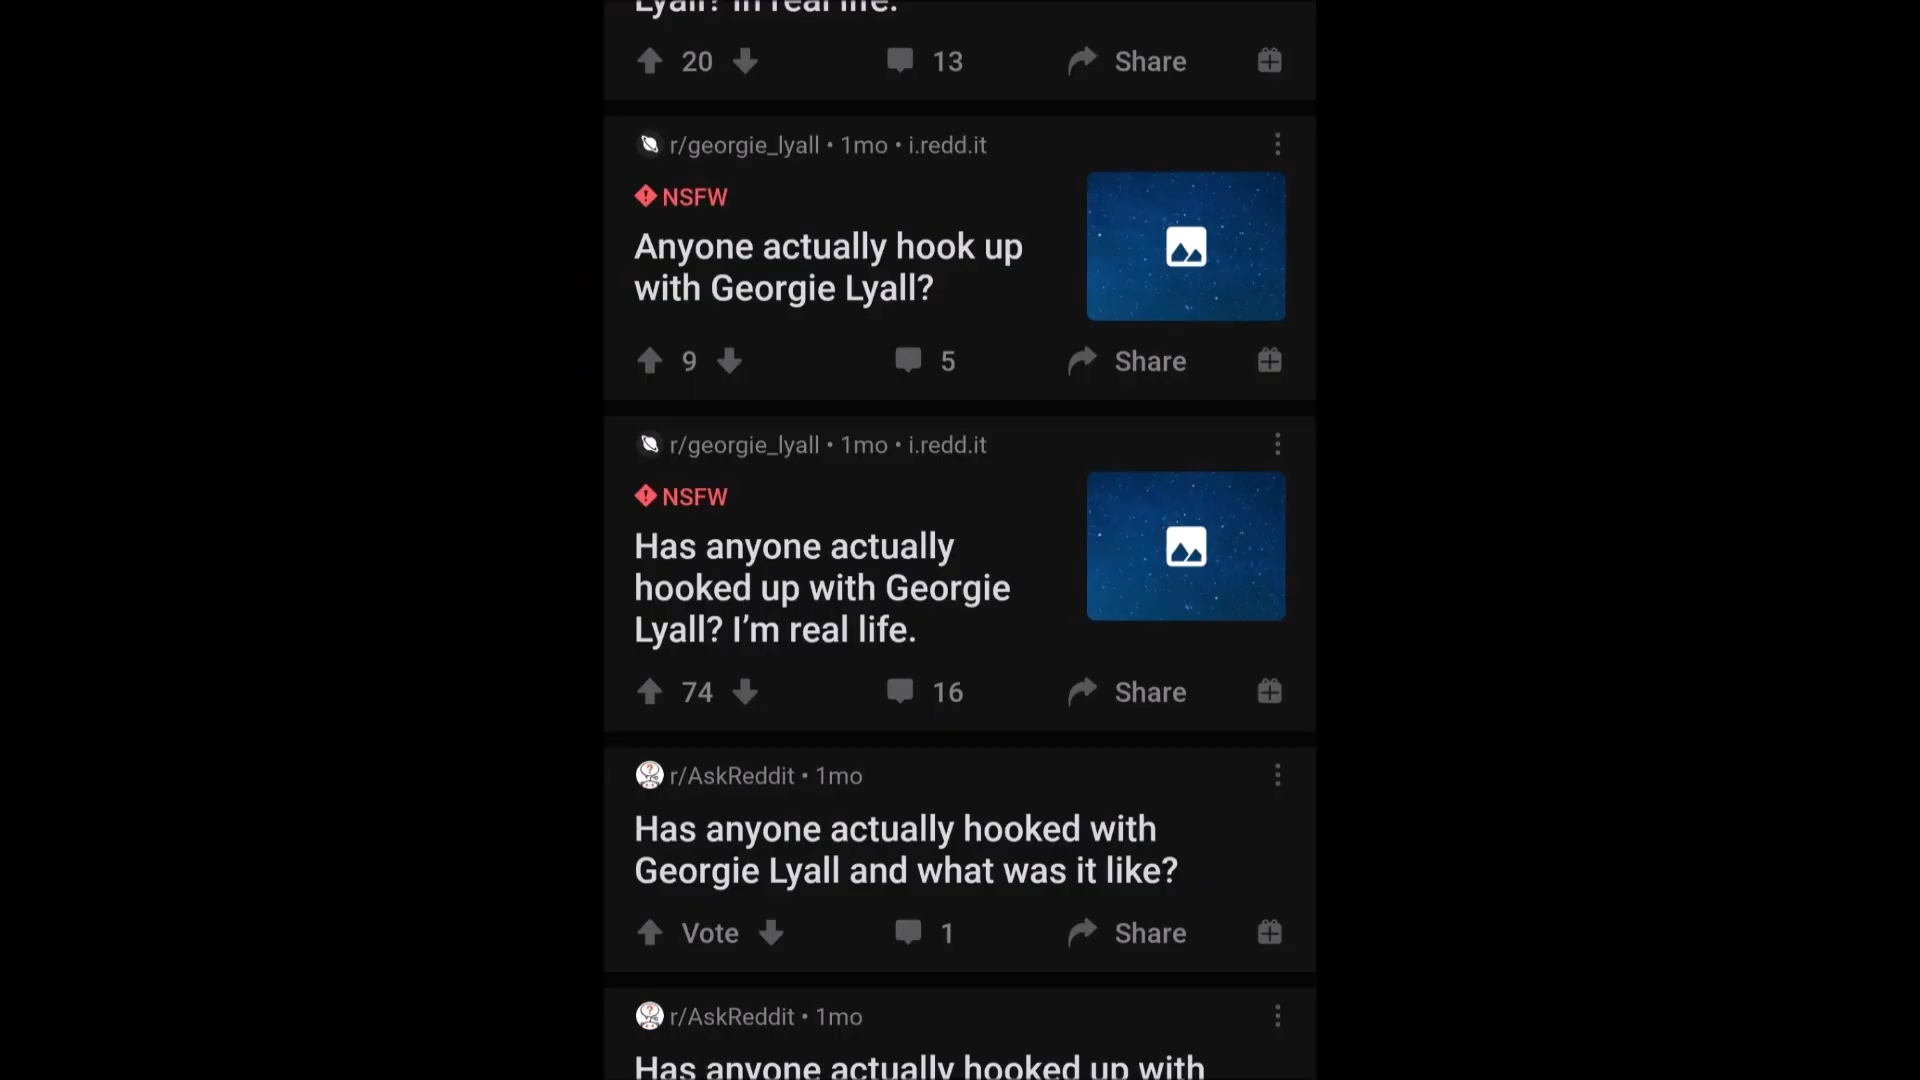 Lyall? In real life.
20 13 Share
r/georgie_lyall • 1mo • i.redd.it
NSFW
Anyone actually hook up
with Georgie Lyall?
9 5 Share
r/georgie_lyall • 1mo • i.redd.it
NSFW
Has anyone actually
hooked up with Georgie
Lyall? I’m real life.
74 16 Share
r/AskReddit • 1mo
Has anyone actually hooked with
Georgie Lyall and what was it like?
Vote 1 Share
r/AskReddit • 1mo
Has anyone actually hooked up with